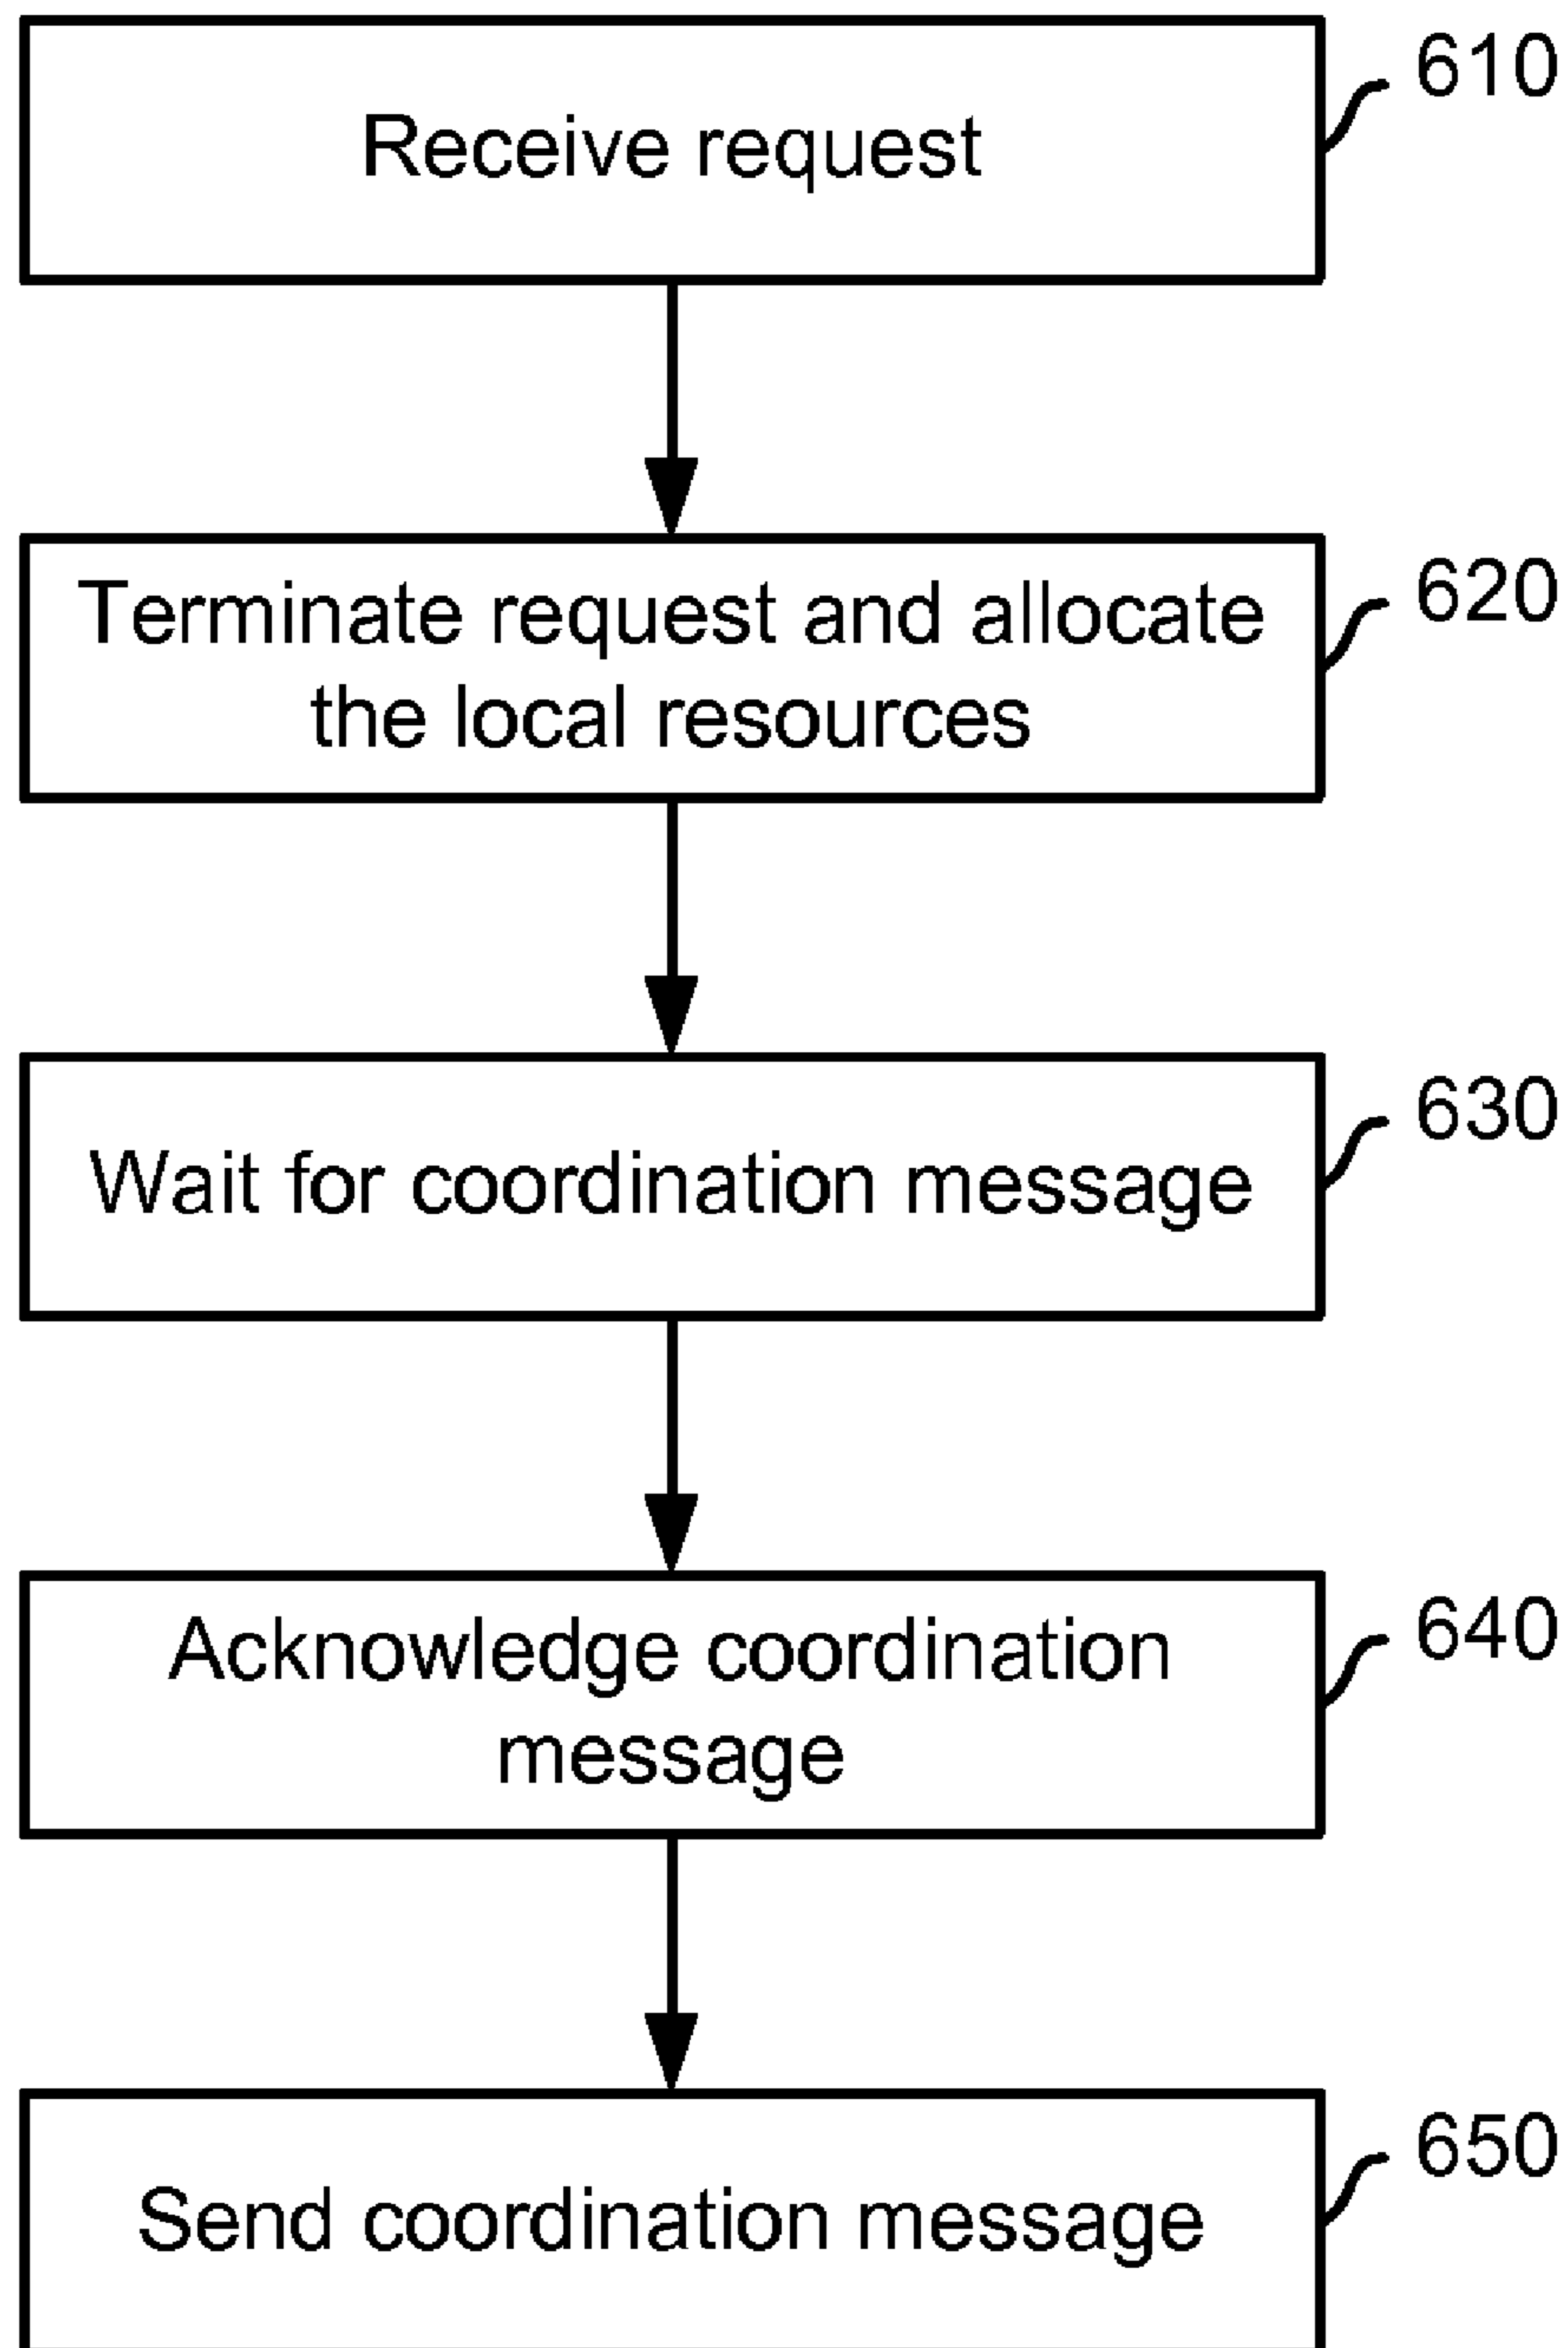 Receive request
610
Terminate request and allocate
the local resources
620
Wait for coordination message
630
Acknowledge coordination
message
640
Send coordination message
650